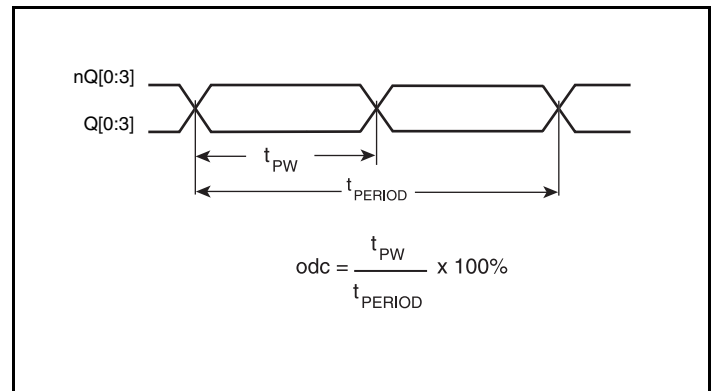 nQ[0:3]
Q[0:3]
tPW
tPERIOD
odc = tPW / tPERIOD x 100%